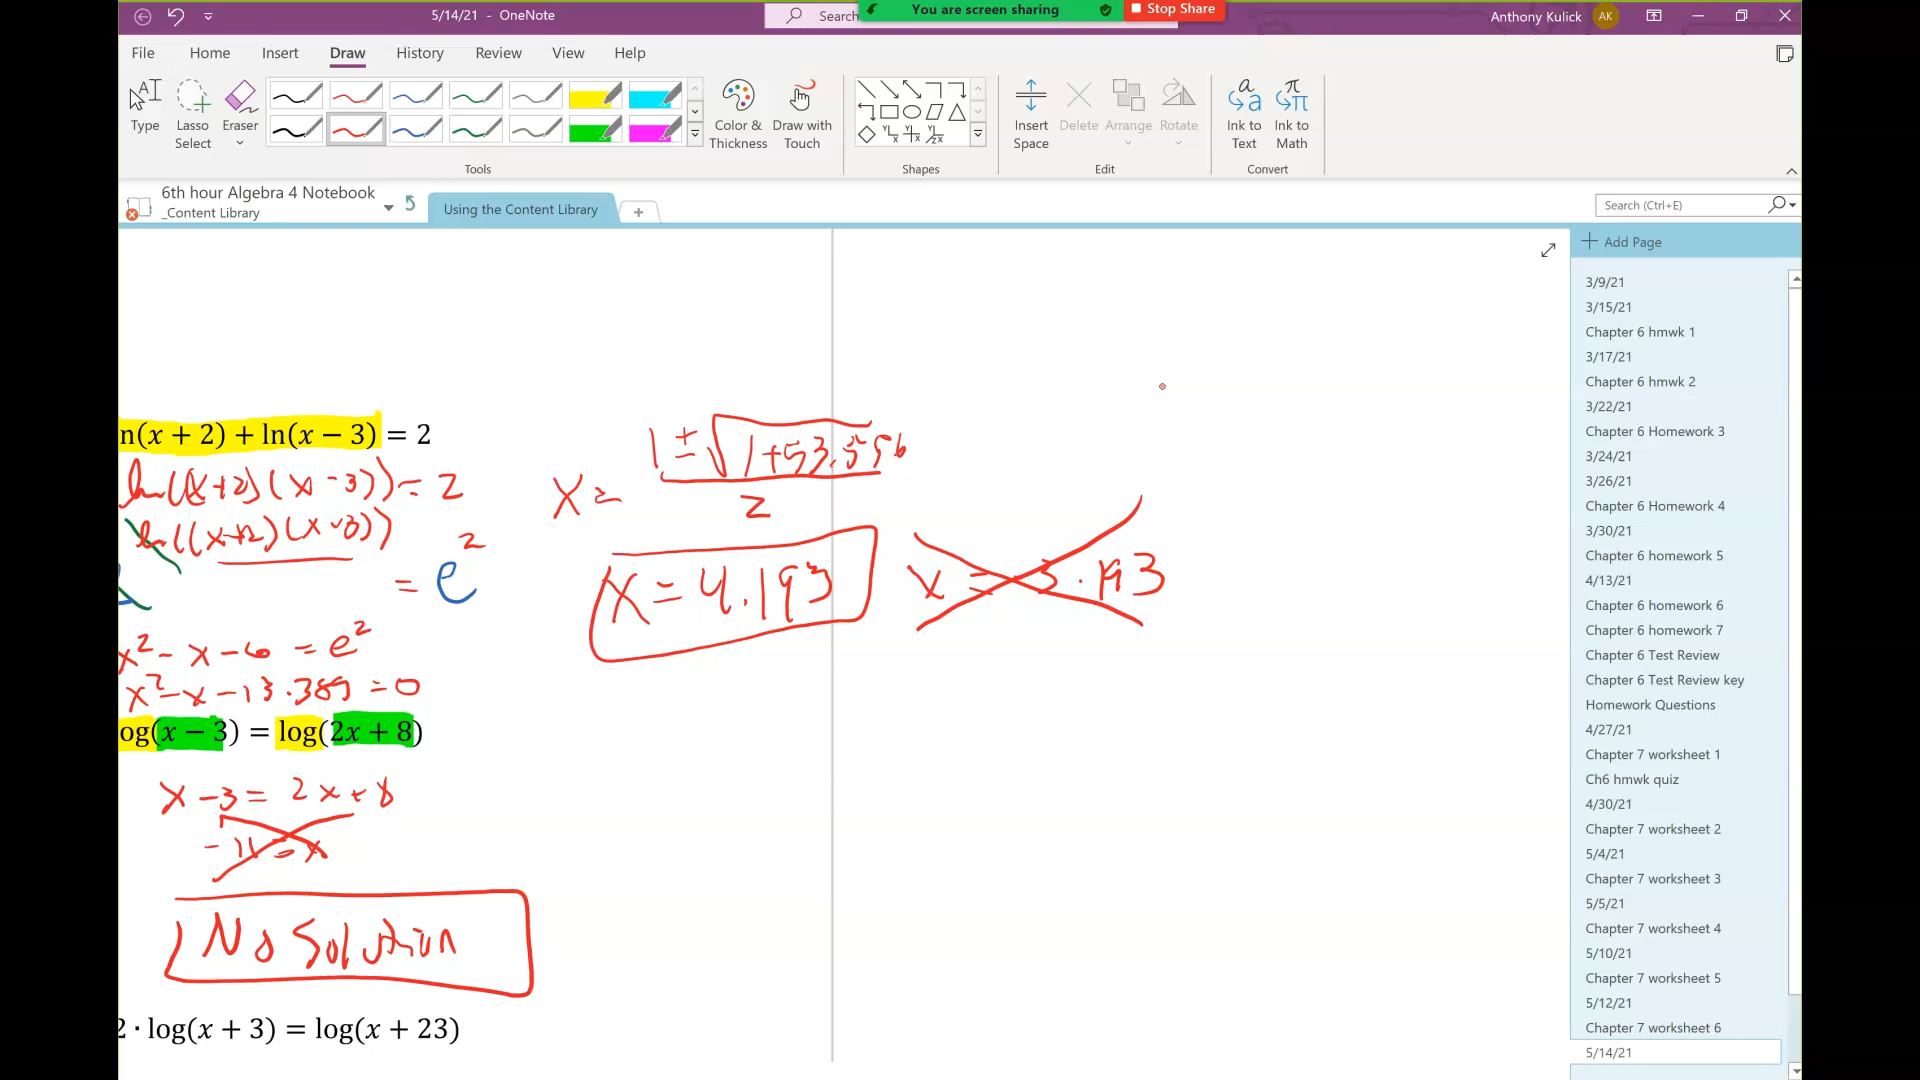 5/14/21 - OneNote
Search
You are screen sharing
Stop Share
Anthony Kulick
AK
File Home Insert Draw History Review View Help
Type
Lasso Select
Eraser
Color & Thickness
Draw with Touch
Insert Space
Delete
Arrange
Rotate
Ink to Text
Ink to Math
Tools
Shapes
Edit
Convert
6th hour Algebra 4 Notebook
_Content Library
Using the Content Library
Search (Ctrl+E)
Add Page
3/9/21
3/15/21
Chapter 6 hmwk 1
3/17/21
Chapter 6 hmwk 2
3/22/21
Chapter 6 Homework 3
3/24/21
3/26/21
Chapter 6 Homework 4
3/30/21
Chapter 6 homework 5
4/13/21
Chapter 6 homework 6
Chapter 6 homework 7
Chapter 6 Test Review
Chapter 6 Test Review key
Homework Questions
4/27/21
Chapter 7 worksheet 1
Ch6 hmwk quiz
4/30/21
Chapter 7 worksheet 2
5/4/21
Chapter 7 worksheet 3
5/5/21
Chapter 7 worksheet 4
5/10/21
Chapter 7 worksheet 5
5/12/21
Chapter 7 worksheet 6
5/14/21
n(x + 2) + ln(x − 3) = 2
ln((x+2)(x-3)) = 2
ln((x+2)(x-3))
= e²
x² - x - 6 = e²
x² - x - 13.389 = 0
x = (1 ± √(1+53.556)) / 2
x = 4.193
x = -3.193
og(x − 3) = log(2x + 8)
x - 3 = 2x + 8
-11 = x
No Solution
2 · log(x + 3) = log(x + 23)